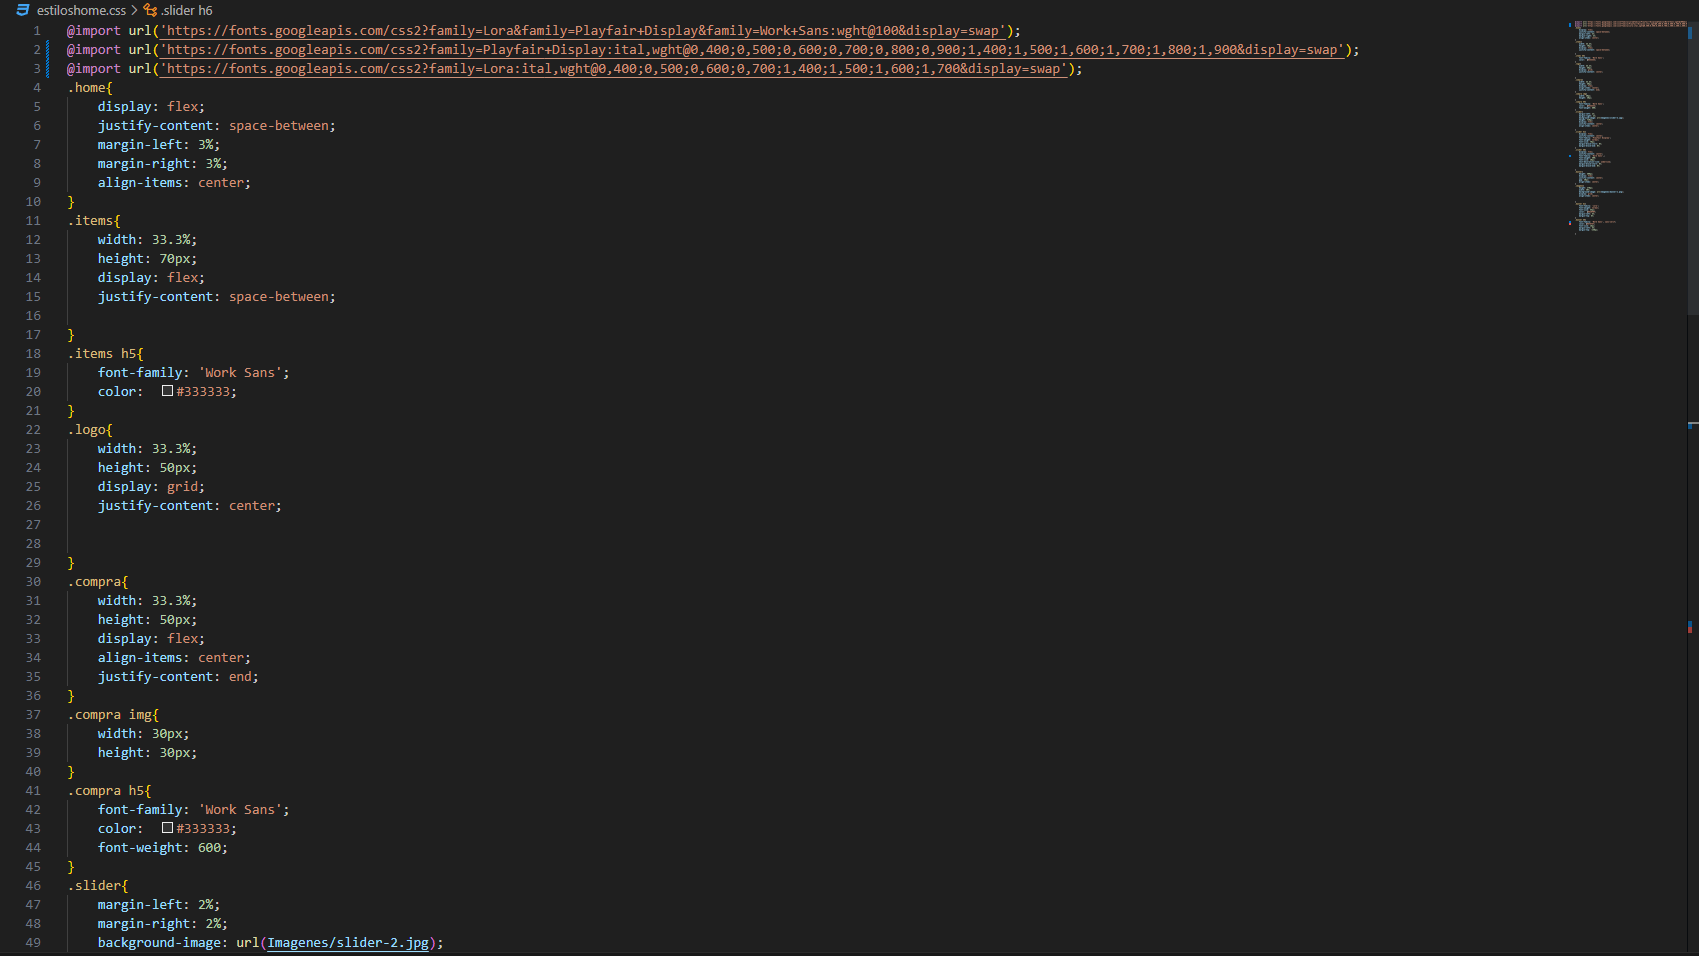 estiloshome.css > .slider h6
1 @import url('https://fonts.googleapis.com/css2?family=Lora&family=Playfair+Display&family=Work+Sans:wght@100&display=swap');
2 @import url('https://fonts.googleapis.com/css2?family=Playfair+Display:ital,wght@0,400;0,500;0,600;0,700;0,800;0,900;1,400;1,500;1,600;1,700;1,800;1,900&display=swap');
3 @import url('https://fonts.googleapis.com/css2?family=Lora:ital,wght@0,400;0,500;0,600;0,700;1,400;1,500;1,600;1,700&display=swap');
4 .home{
5 display: flex;
6 justify-content: space-between;
7 margin-left: 3%;
8 margin-right: 3%;
9 align-items: center;
10 }
11 .items{
12 width: 33.3%;
13 height: 70px;
14 display: flex;
15 justify-content: space-between;
16
17 }
18 .items h5{
19 font-family: 'Work Sans';
20 color: #333333;
21 }
22 .logo{
23 width: 33.3%;
24 height: 50px;
25 display: grid;
26 justify-content: center;
27
28
29 }
30 .compra{
31 width: 33.3%;
32 height: 50px;
33 display: flex;
34 align-items: center;
35 justify-content: end;
36 }
37 .compra img{
38 width: 30px;
39 height: 30px;
40 }
41 .compra h5{
42 font-family: 'Work Sans';
43 color: #333333;
44 font-weight: 600;
45 }
46 .slider{
47 margin-left: 2%;
48 margin-right: 2%;
49 background-image: url(Imagenes/slider-2.jpg);